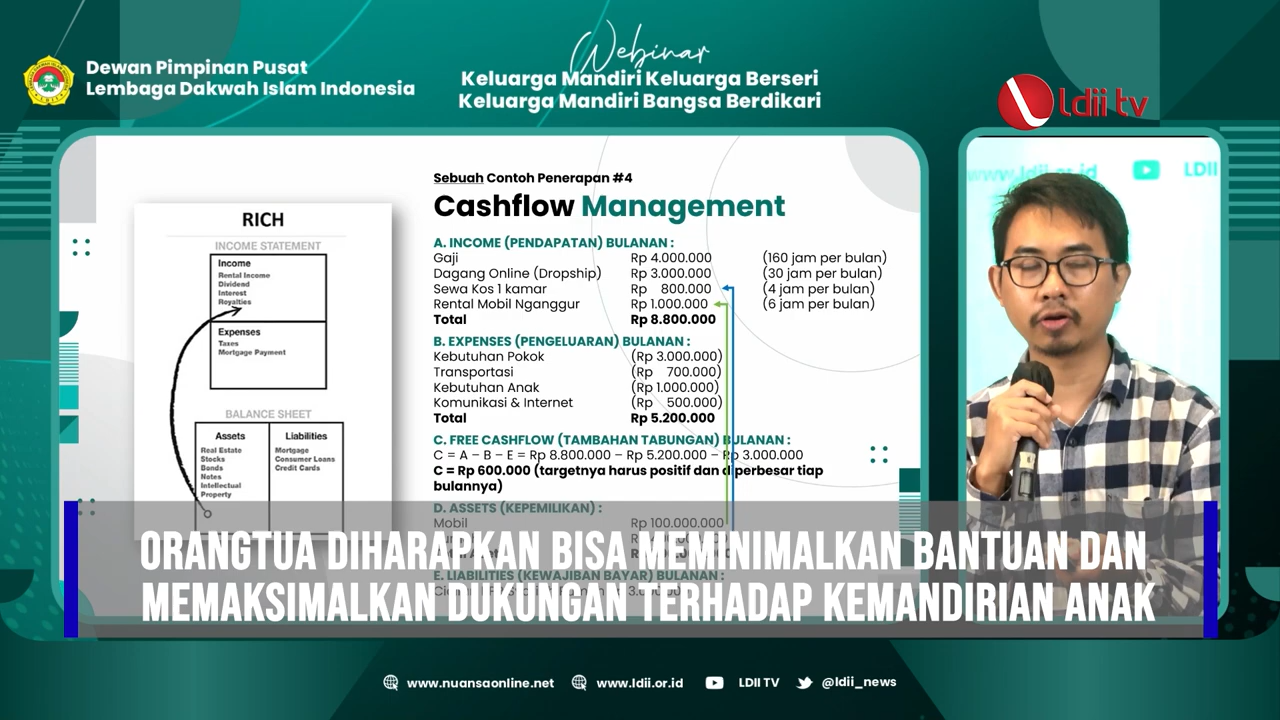 Dewan Pimpinan Pusat
Lembaga Dakwah Islam Indonesia
Webinar
Keluarga Mandiri Keluarga Berseri
Keluarga Mandiri Bangsa Berdikari
ldii tv
www.ldii.or.id LDII
RICH
INCOME STATEMENT
Income
Rental Income
Dividend
Interest
Royalties
Expenses
Taxes
Mortgage Payment
BALANCE SHEET
Assets
Real Estate
Stocks
Bonds
Notes
Intellectual
Property
Liabilities
Mortgage
Consumer Loans
Credit Cards
Sebuah Contoh Penerapan #4
Cashflow Management
A. INCOME (PENDAPATAN) BULANAN :
Gaji Rp 4.000.000 (160 jam per bulan)
Dagang Online (Dropship) Rp 3.000.000 (30 jam per bulan)
Sewa Kos 1 kamar Rp 800.000 (4 jam per bulan)
Rental Mobil Nganggur Rp 1.000.000 (6 jam per bulan)
Total Rp 8.800.000
B. EXPENSES (PENGELUARAN) BULANAN :
Kebutuhan Pokok (Rp 3.000.000)
Transportasi (Rp 700.000)
Kebutuhan Anak (Rp 1.000.000)
Komunikasi & Internet (Rp 500.000)
Total Rp 5.200.000
C. FREE CASHFLOW (TAMBAHAN TABUNGAN) BULANAN :
C = A – B – E = Rp 8.800.000 – Rp 5.200.000 – Rp 3.000.000
C = Rp 600.000 (targetnya harus positif dan diperbesar tiap
bulannya)
D. ASSETS (KEPEMILIKAN) :
Mobil Rp 100.000.000
E. LIABILITIES (KEWAJIBAN BAYAR) BULANAN :
ORANGTUA DIHARAPKAN BISA MEMINIMALKAN BANTUAN DAN
MEMAKSIMALKAN DUKUNGAN TERHADAP KEMANDIRIAN ANAK
www.nuansaonline.net www.ldii.or.id LDII TV @ldii_news